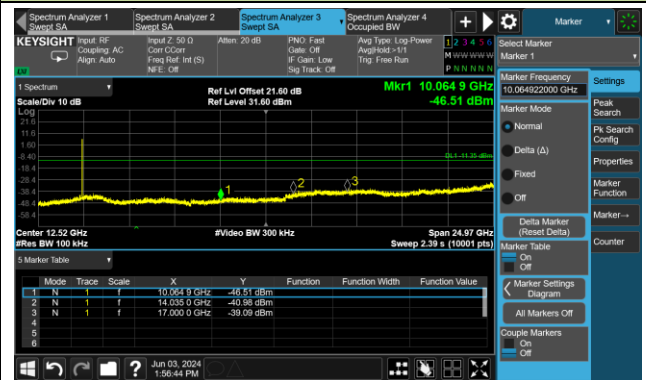 Spectrum Analyzer 1
Swept SA
Spectrum Analyzer 2
Swept SA
Spectrum Analyzer 3
Swept SA
Spectrum Analyzer 4
Occupied BW
Marker
KEYSIGHT
Input: RF
Coupling: AC
Align: Auto
Input Z: 50 Ω
Corr CCorr
Freq Ref: Int (S)
NFE: Off
Atten: 20 dB
PNO: Fast
Gate: Off
IF Gain: Low
Sig Track: Off
Avg Type: Log-Power
Avg|Hold:>1/1
Trig: Free Run
1 2 3 4 5 6
M W W W W W
P N N N N N
Select Marker
Marker 1
1 Spectrum
Scale/Div 10 dB
Ref Lvl Offset 21.60 dB
Ref Level 31.60 dBm
Mkr1 10.064 9 GHz
-46.51 dBm
Log
21.6
11.6
1.60
-8.40
-18.4
-28.4
-38.4
-48.4
-58.4
DL1 -11.35 dBm
1
2
3
Center 12.52 GHz
#Res BW 100 kHz
#Video BW 300 kHz
Span 24.97 GHz
Sweep 2.39 s (10001 pts)
5 Marker Table
Mode Trace Scale X Y Function Function Width Function Value
1 N 1 f 10.064 9 GHz -46.51 dBm
2 N 1 f 14.035 0 GHz -40.98 dBm
3 N 1 f 17.000 0 GHz -39.09 dBm
4
5
6
Marker Frequency
10.064922000 GHz
Marker Mode
Normal
Delta (Δ)
Fixed
Off
Delta Marker
(Reset Delta)
Marker Table
On
Off
Marker Settings
Diagram
All Markers Off
Couple Markers
On
Off
Settings
Peak
Search
Pk Search
Config
Properties
Marker
Function
Marker→
Counter
Jun 03, 2024
1:56:44 PM